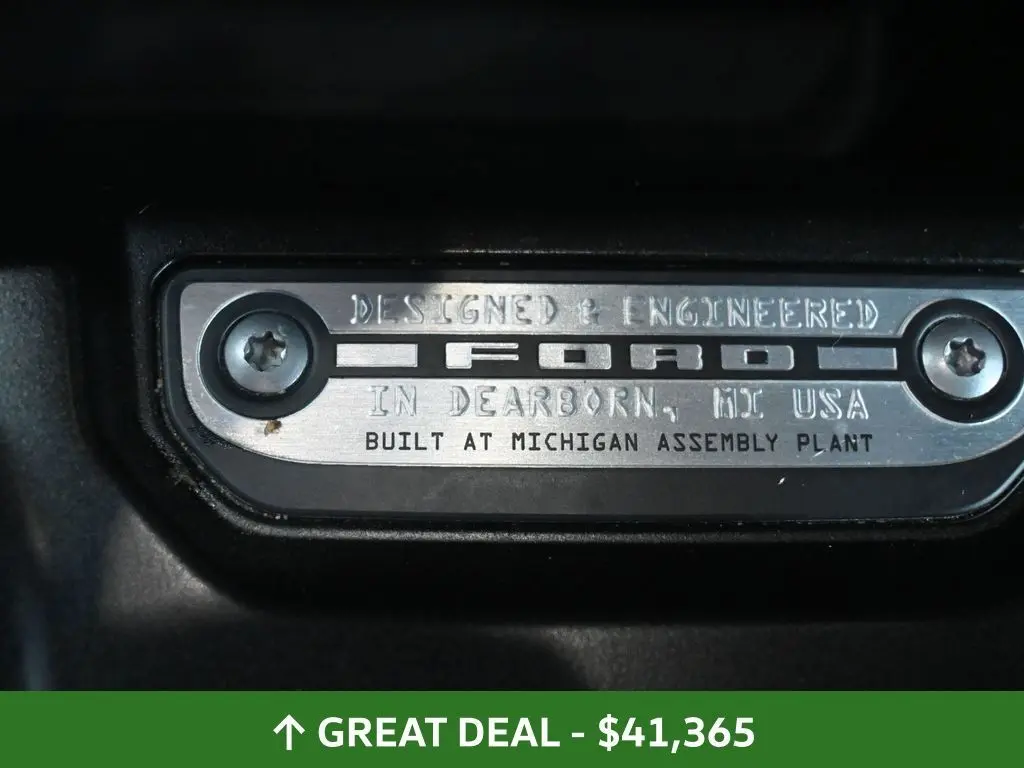 DESIGNED & ENGINEERED
FORD
IN DEARBORN, MI USA
BUILT AT MICHIGAN ASSEMBLY PLANT
↑ GREAT DEAL - $41,365